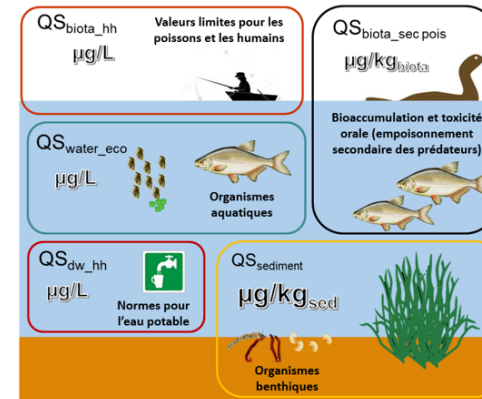 QSbiota_hh
µg/L
Valeurs limites pour les
poissons et les humains
QSbiota_sec pois
µg/kgbiota
Bioaccumulation et toxicité
orale (empoisonnement
secondaire des prédateurs)
QSwater_eco
µg/L
Organismes
aquatiques
QSdw_hh
µg/L
Normes pour
l'eau potable
QSsediment
µg/kgsed
Organismes
benthiques